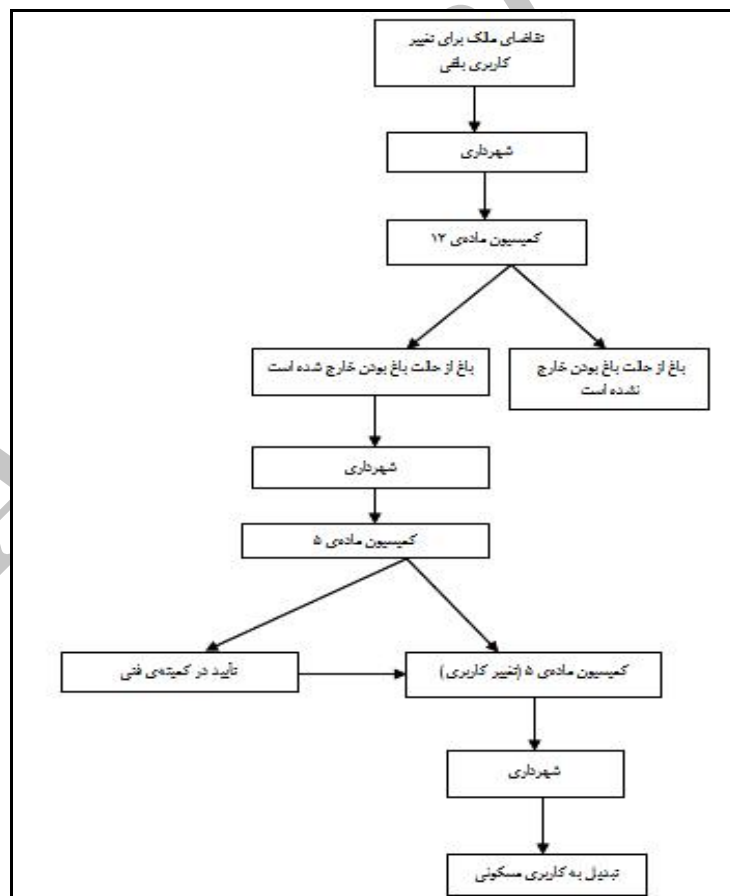 تقاضای مالک برای تغییر
کاربری باغی
شهرداری
کمیسیون ماده‌ی ۱۲
باغ از حالت باغ بودن خارج
نشده است
باغ از حالت باغ بودن خارج شده است
شهرداری
کمیسیون ماده‌ی ۵
تأیید در کمیته‌ی فنی
کمیسیون ماده‌ی ۵ (تغییر کاربری)
شهرداری
تبدیل به کاربری مسکونی